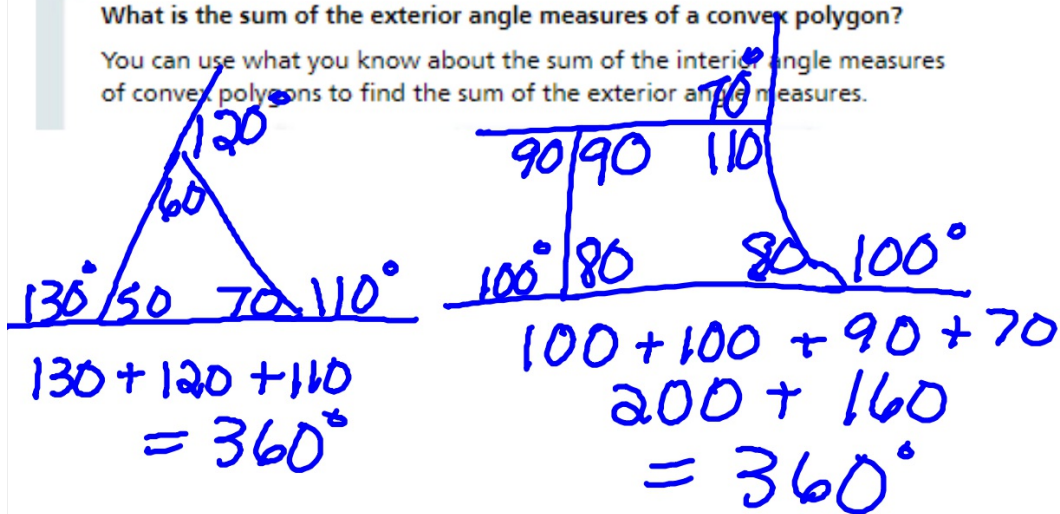 What is the sum of the exterior angle measures of a convex polygon?
You can use what you know about the sum of the interior angle measures
of convex polygons to find the sum of the exterior angle measures.
120°
60
130° 50 70 110°
130 + 120 + 110
= 360°
70°
90 90 110
100° 80 80 100°
100 + 100 + 90 + 70
200 + 160
= 360°